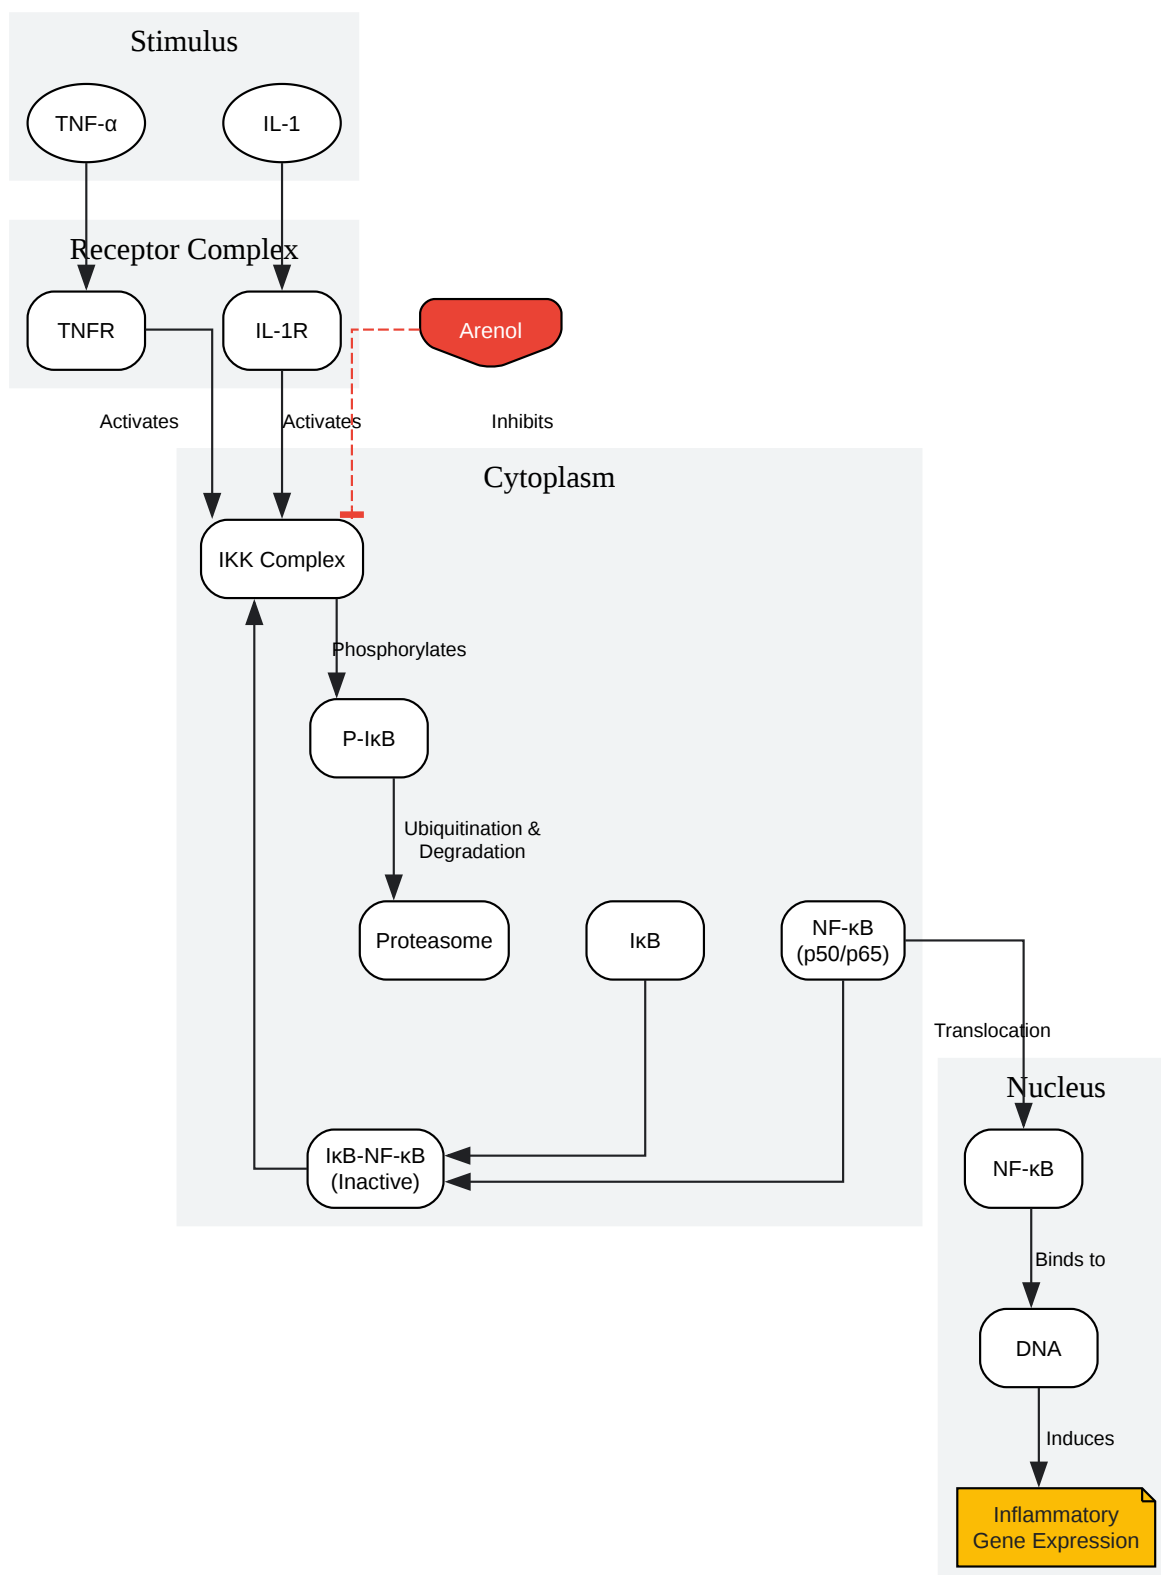 Stimulus
TNF-α
IL-1
Receptor Complex
TNFR
IL-1R
Arenol
Activates
Activates
Inhibits
Cytoplasm
IKK Complex
Phosphorylates
P-IκB
Ubiquitination &
Degradation
Proteasome
IκB
NF-κB
(p50/p65)
Translocation
Nucleus
IκB-NF-κB
(Inactive)
NF-κB
Binds to
DNA
Induces
Inflammatory
Gene Expression